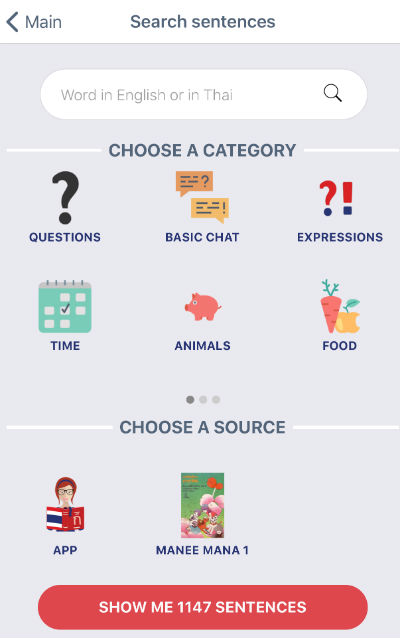 Main
Search sentences
Word in English or in Thai
CHOOSE A CATEGORY
QUESTIONS
BASIC CHAT
EXPRESSIONS
TIME
ANIMALS
FOOD
CHOOSE A SOURCE
APP
MANEE MANA 1
SHOW ME 1147 SENTENCES